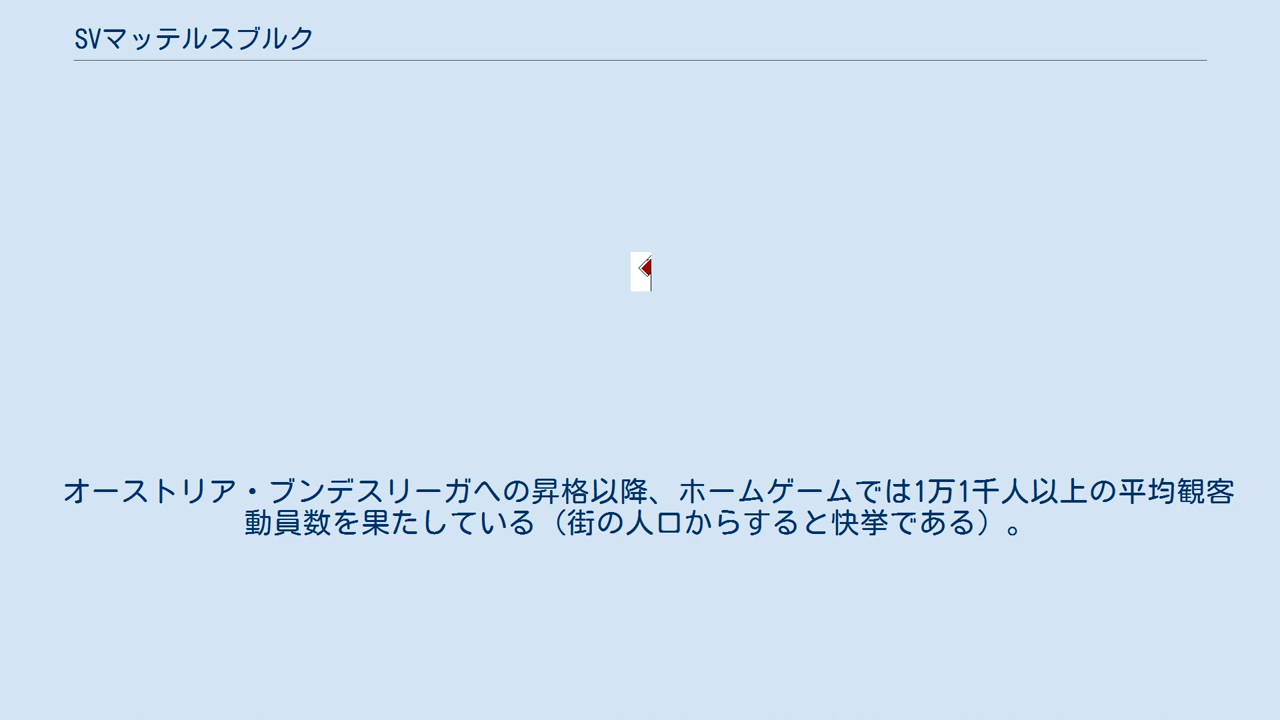 SVマッテルスブルク
オーストリア・ブンデスリーガへの昇格以降、ホームゲームでは1万1千人以上の平均観客
動員数を果たしている（街の人口からすると快挙である）。